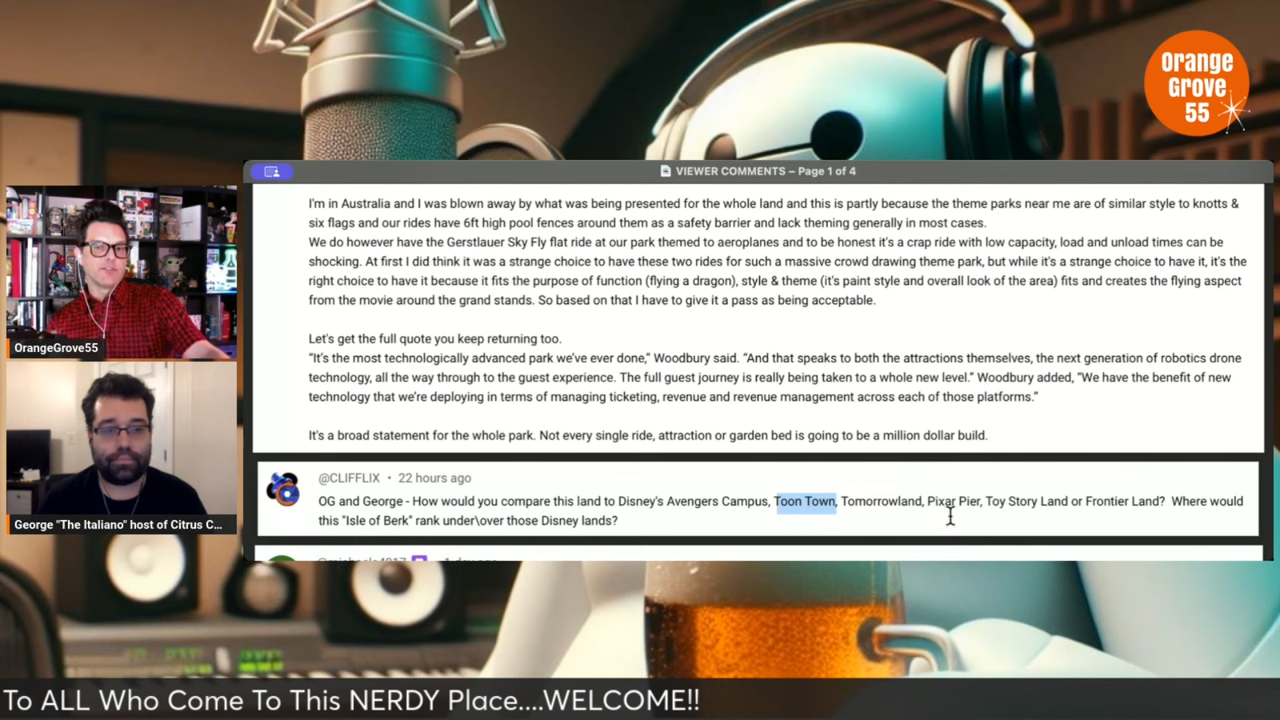 Orange
Grove
55
VIEWER COMMENTS – Page 1 of 4
I'm in Australia and I was blown away by what was being presented for the whole land and this is partly because the theme parks near me are of similar style to knotts &
six flags and our rides have 6ft high pool fences around them as a safety barrier and lack theming generally in most cases.
We do however have the Gerstlauer Sky Fly flat ride at our park themed to aeroplanes and to be honest it's a crap ride with low capacity, load and unload times can be
shocking. At first I did think it was a strange choice to have these two rides for such a massive crowd drawing theme park, but while it's a strange choice to have it, it's the
right choice to have it because it fits the purpose of function (flying a dragon), style & theme (it's paint style and overall look of the area) fits and creates the flying aspect
from the movie around the grand stands. So based on that I have to give it a pass as being acceptable.
Let's get the full quote you keep returning too.
“It's the most technologically advanced park we've ever done,” Woodbury said. “And that speaks to both the attractions themselves, the next generation of robotics drone
technology, all the way through to the guest experience. The full guest journey is really being taken to a whole new level.” Woodbury added, “We have the benefit of new
technology that we're deploying in terms of managing ticketing, revenue and revenue management across each of those platforms.”
It's a broad statement for the whole park. Not every single ride, attraction or garden bed is going to be a million dollar build.
@CLIFFLIX • 22 hours ago
OG and George - How would you compare this land to Disney's Avengers Campus, Toon Town, Tomorrowland, Pixar Pier, Toy Story Land or Frontier Land? Where would
this "Isle of Berk" rank under\over those Disney lands?
OrangeGrove55
George "The Italiano" host of Citrus C...
To ALL Who Come To This NERDY Place....WELCOME!!